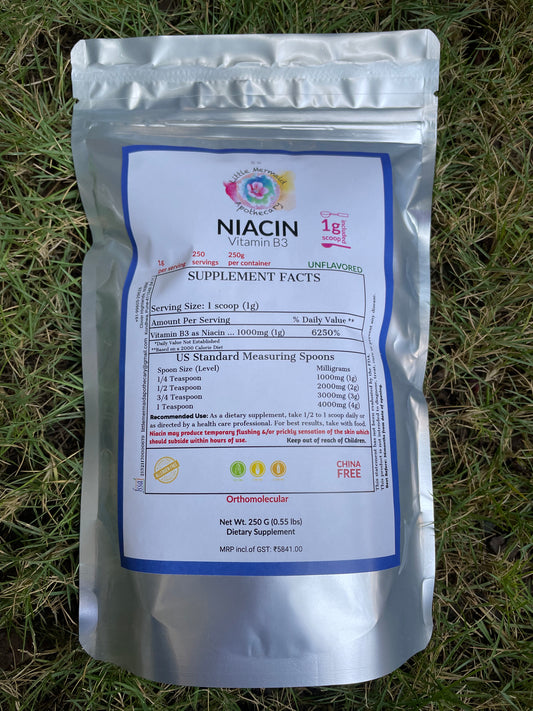 Little Mermaid
Apothecary
NIACIN
Vitamin B3
1g
scoop
included
per serving
250
servings
250g
per container
UNFLAVORED
SUPPLEMENT FACTS
Serving Size: 1 scoop (1g)
Amount Per Serving % Daily Value **
Vitamin B3 as Niacin ... 1000mg (1g) 6250%
*Daily Value Not Established
**Based on a 2000 Calorie Diet
US Standard Measuring Spoons
Spoon Size (Level) Milligrams
1/4 Teaspoon 1000mg (1g)
1/2 Teaspoon 2000mg (2g)
3/4 Teaspoon 3000mg (3g)
1 Teaspoon 4000mg (4g)
Recommended Use: As a dietary supplement, take 1/2 to 1 scoop daily or
as directed by a health care professional. For best results, take with food.
Niacin may produce temporary flushing &/or prickly sensation of the skin which
should subside within hours of use. Keep out of reach of Children.
CHINA
FREE
Orthomolecular
Net Wt. 250 G (0.55 lbs)
Dietary Supplement
MRP incl.of GST: ₹5841.00